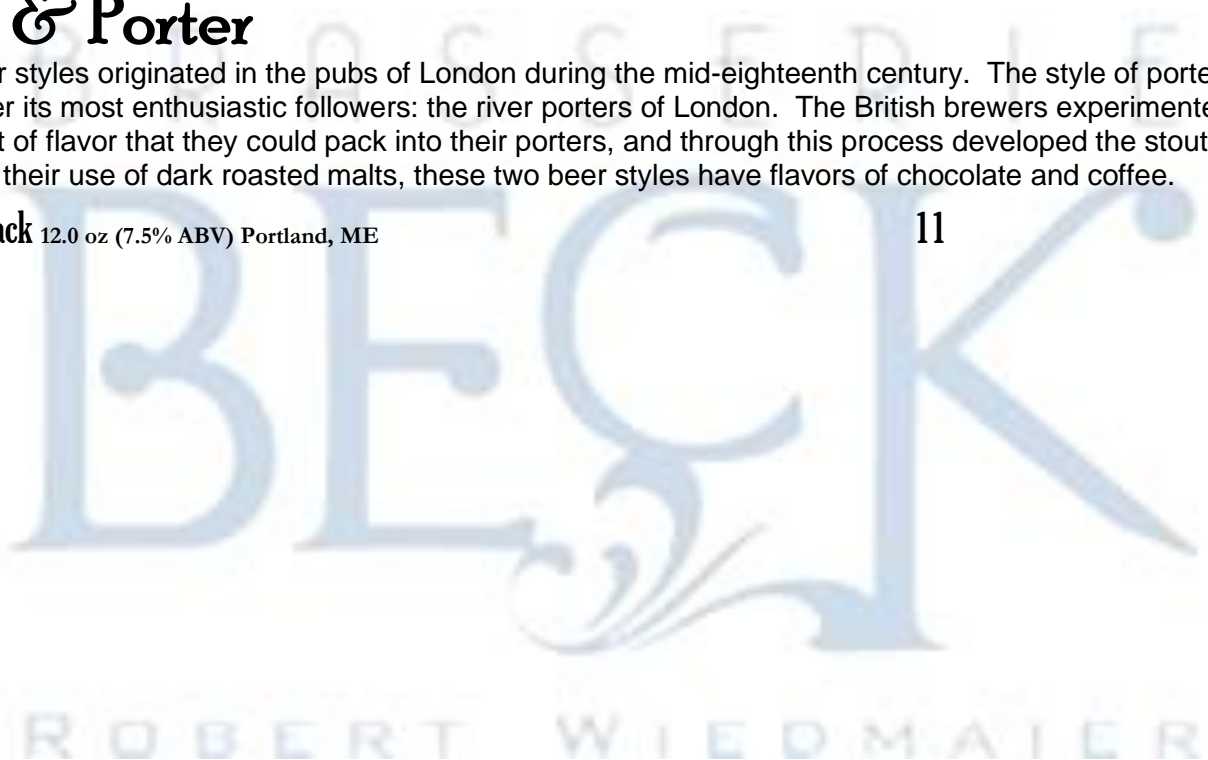 & Porter
r styles originated in the pubs of London during the mid-eighteenth century. The style of porte
er its most enthusiastic followers: the river porters of London. The British brewers experimente
t of flavor that they could pack into their porters, and through this process developed the stout
their use of dark roasted malts, these two beer styles have flavors of chocolate and coffee.
ack 12.0 oz (7.5% ABV) Portland, ME 11
BRASSERIE
BECK
ROBERT WIEDMAIER